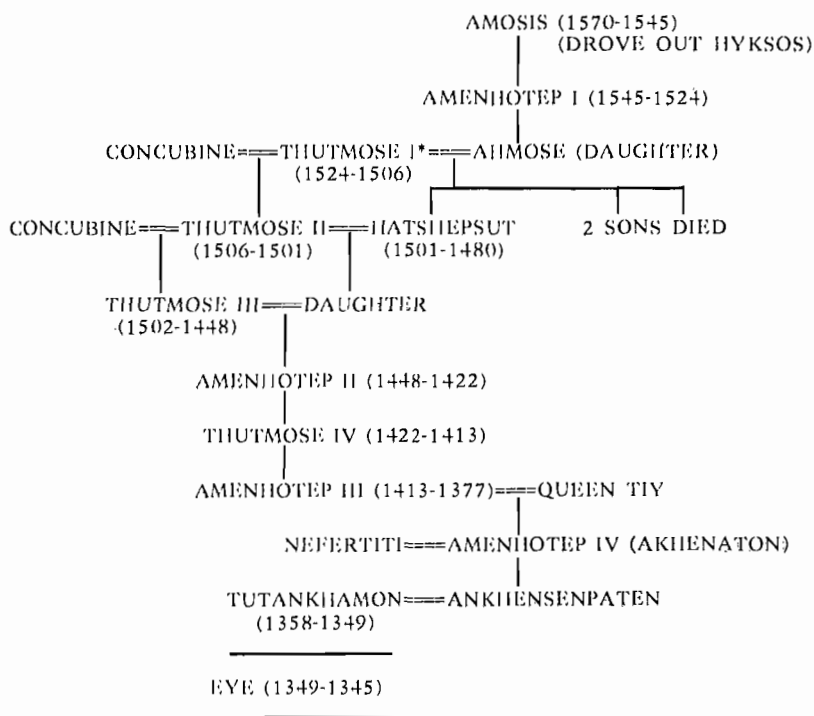 AMOSIS (1570-1545)
(DROVE OUT HYKSOS)
AMENHOTEP I (1545-1524)
CONCUBINE THUTMOSE I* AHMOSE (DAUGHTER)
(1524-1506)
CONCUBINE THUTMOSE II HATSHEPSUT 2 SONS DIED
(1506-1501) (1501-1480)
THUTMOSE III DAUGHTER
(1502-1448)
AMENHOTEP II (1448-1422)
THUTMOSE IV (1422-1413)
AMENHOTEP III (1413-1377) QUEEN TIY
NEFERTITI AMENHOTEP IV (AKHENATON)
TUTANKHAMON ANKHENSENPATEN
(1358-1349)
EYE (1349-1345)